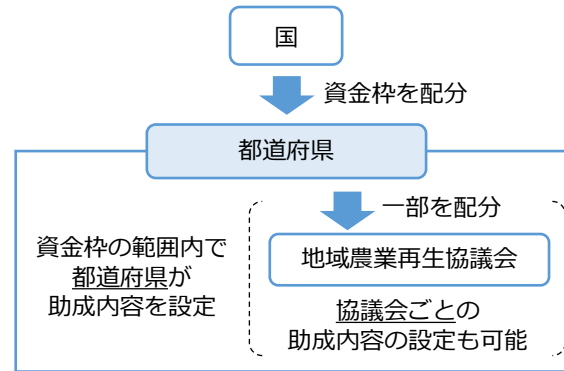 国
資金枠を配分
都道府県
一部を配分
資金枠の範囲内で
都道府県が
助成内容を設定
地域農業再生協議会
協議会ごとの
助成内容の設定も可能